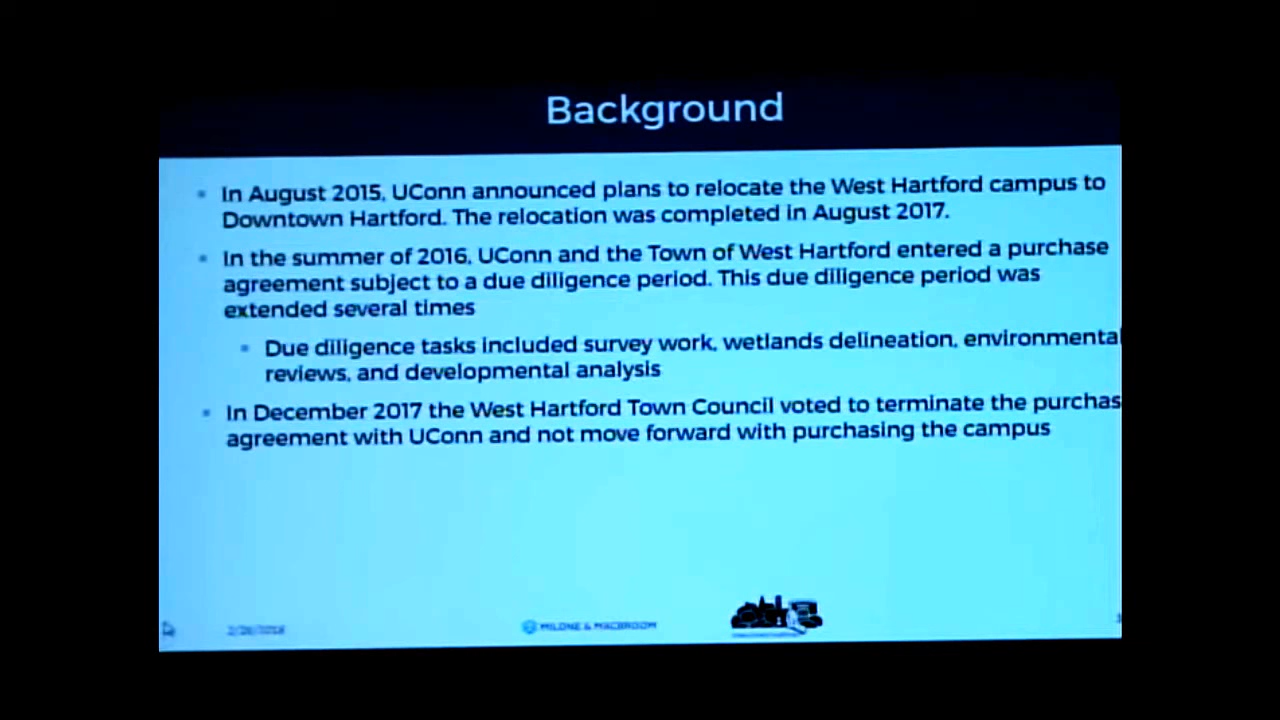 Background
In August 2015, UConn announced plans to relocate the West Hartford campus to
Downtown Hartford. The relocation was completed in August 2017.
In the summer of 2016, UConn and the Town of West Hartford entered a purchase
agreement subject to a due diligence period. This due diligence period was
extended several times
Due diligence tasks included survey work, wetlands delineation, environmental
reviews, and developmental analysis
In December 2017 the West Hartford Town Council voted to terminate the purchas
agreement with UConn and not move forward with purchasing the campus
MILONE & MACBROOM